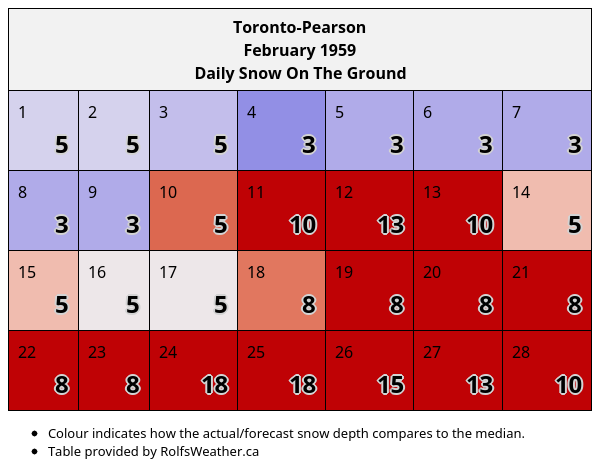 Toronto-Pearson
February 1959
Daily Snow On The Ground
1 2 3 4 5 6 7
5 5 5 3 3 3 3
8 9 10 11 12 13 14
3 3 5 10 13 10 5
15 16 17 18 19 20 21
5 5 5 8 8 8 8
22 23 24 25 26 27 28
8 8 18 18 15 13 10
Colour indicates how the actual/forecast snow depth compares to the median.
Table provided by RolfsWeather.ca